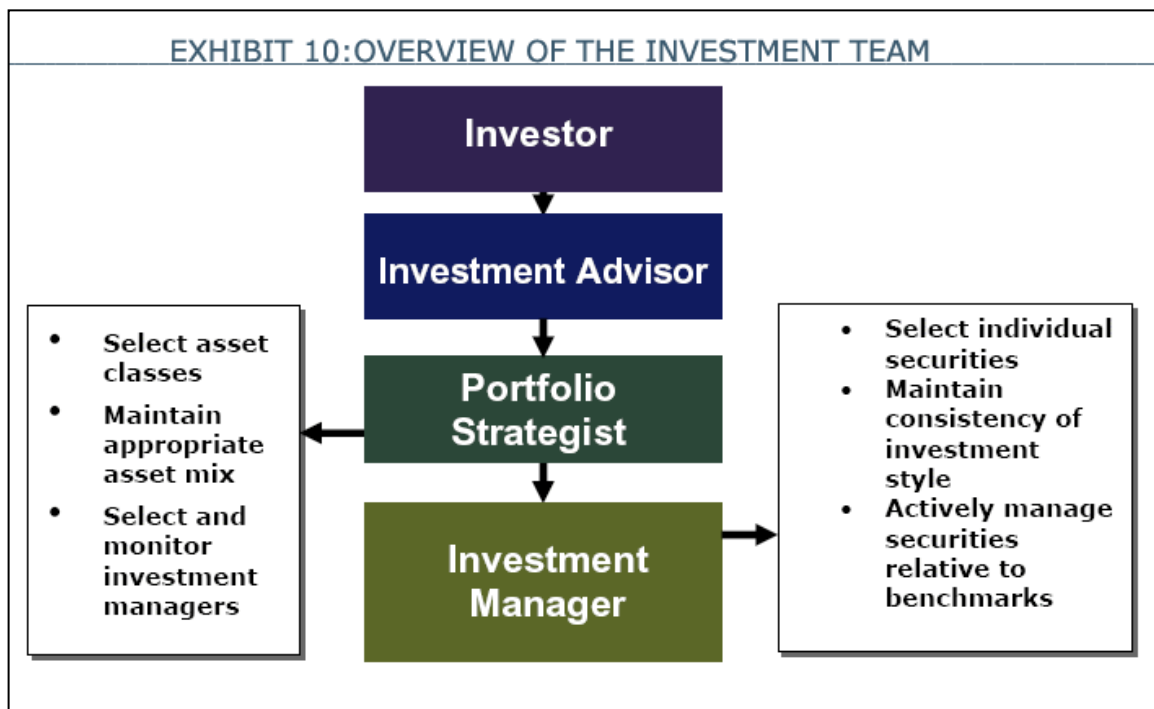 EXHIBIT 10:OVERVIEW OF THE INVESTMENT TEAM
Investor
Investment Advisor
Portfolio
Strategist
Investment
Manager
• Select asset
classes
• Maintain
appropriate
asset mix
• Select and
monitor
investment
managers
• Select individual
securities
• Maintain
consistency of
investment
style
• Actively manage
securities
relative to
benchmarks